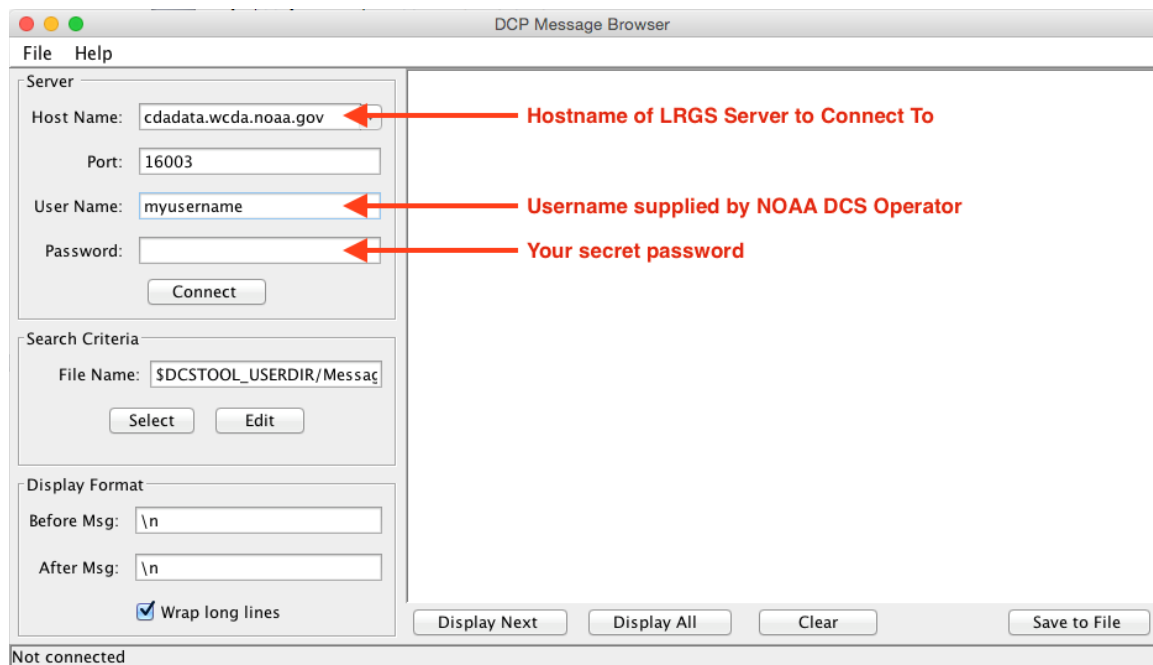 DCP Message Browser
File Help
Server
Host Name: cdadata.wcda.noaa.gov
Hostname of LRGS Server to Connect To
Port: 16003
User Name: myusername
Username supplied by NOAA DCS Operator
Password:
Your secret password
Connect
Search Criteria
File Name: $DCSTOOL_USERDIR/Messag
Select Edit
Display Format
Before Msg: \n
After Msg: \n
Wrap long lines
Display Next Display All Clear Save to File
Not connected